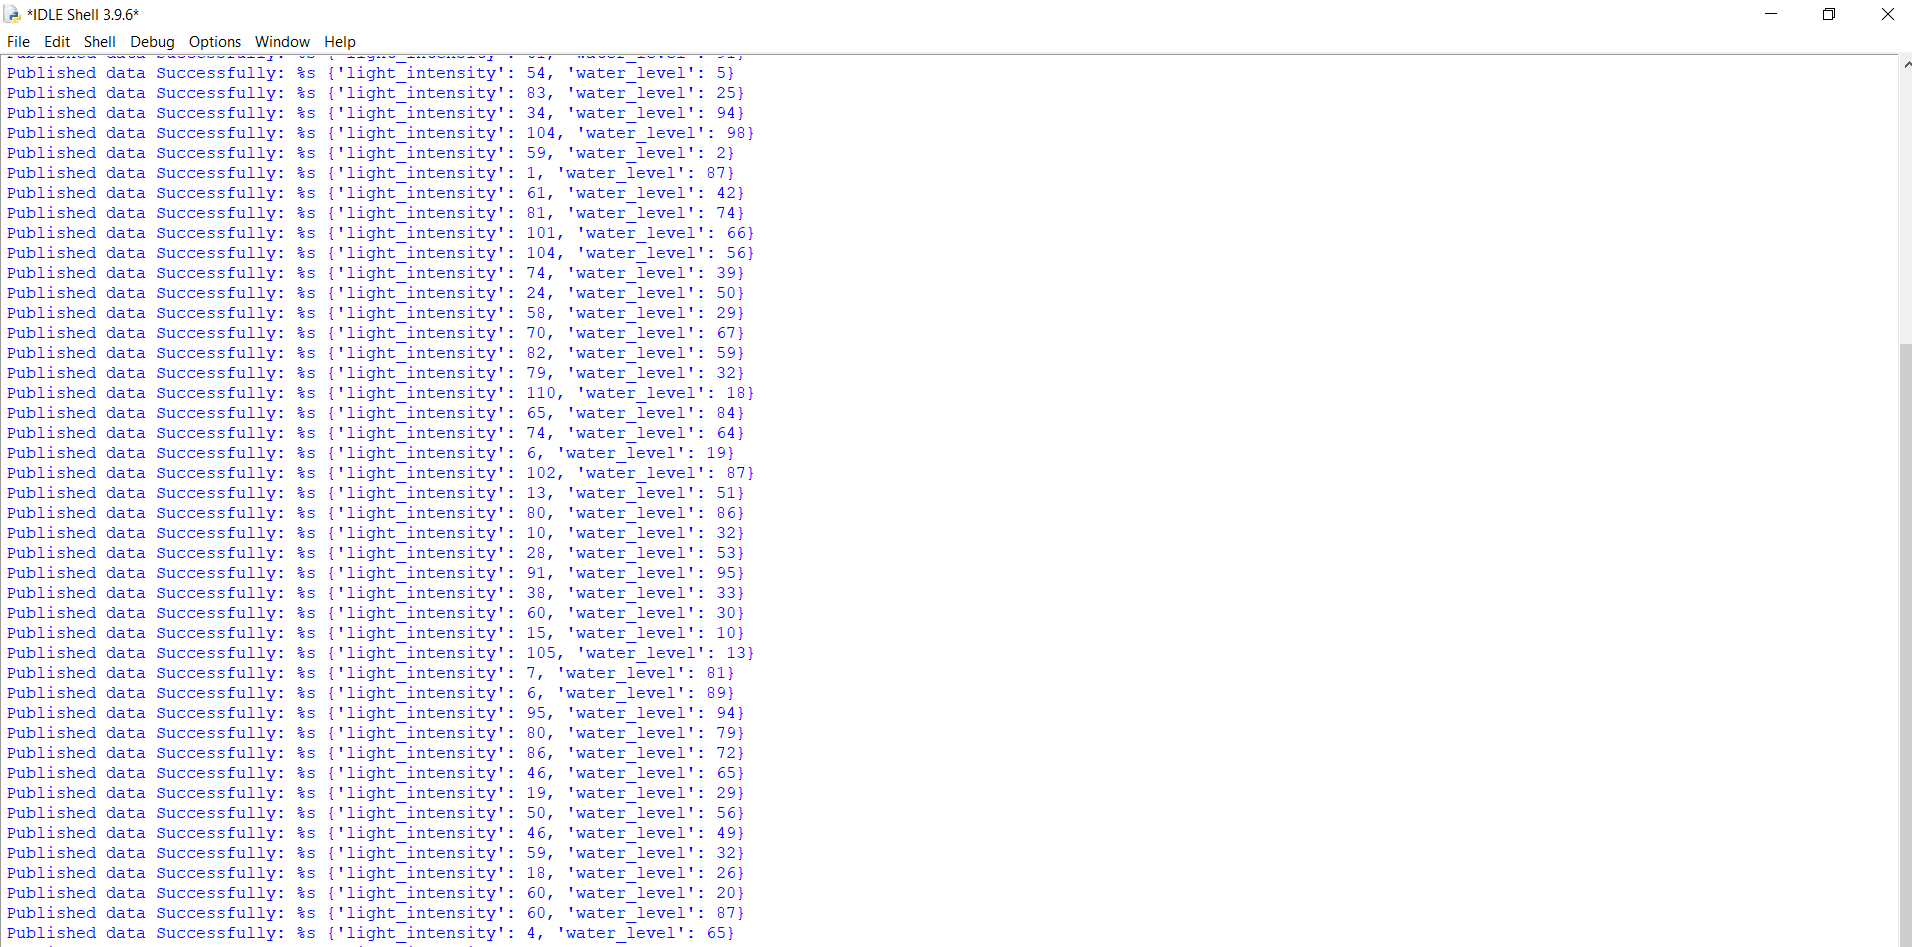 *IDLE Shell 3.9.6*
File Edit Shell Debug Options Window Help
Published data Successfully: %s {'light_intensity': 54, 'water_level': 5}
Published data Successfully: %s {'light_intensity': 83, 'water_level': 25}
Published data Successfully: %s {'light_intensity': 34, 'water_level': 94}
Published data Successfully: %s {'light_intensity': 104, 'water_level': 98}
Published data Successfully: %s {'light_intensity': 59, 'water_level': 2}
Published data Successfully: %s {'light_intensity': 1, 'water_level': 87}
Published data Successfully: %s {'light_intensity': 61, 'water_level': 42}
Published data Successfully: %s {'light_intensity': 81, 'water_level': 74}
Published data Successfully: %s {'light_intensity': 101, 'water_level': 66}
Published data Successfully: %s {'light_intensity': 104, 'water_level': 56}
Published data Successfully: %s {'light_intensity': 74, 'water_level': 39}
Published data Successfully: %s {'light_intensity': 24, 'water_level': 50}
Published data Successfully: %s {'light_intensity': 58, 'water_level': 29}
Published data Successfully: %s {'light_intensity': 70, 'water_level': 67}
Published data Successfully: %s {'light_intensity': 82, 'water_level': 59}
Published data Successfully: %s {'light_intensity': 79, 'water_level': 32}
Published data Successfully: %s {'light_intensity': 110, 'water_level': 18}
Published data Successfully: %s {'light_intensity': 65, 'water_level': 84}
Published data Successfully: %s {'light_intensity': 74, 'water_level': 64}
Published data Successfully: %s {'light_intensity': 6, 'water_level': 19}
Published data Successfully: %s {'light_intensity': 102, 'water_level': 87}
Published data Successfully: %s {'light_intensity': 13, 'water_level': 51}
Published data Successfully: %s {'light_intensity': 80, 'water_level': 86}
Published data Successfully: %s {'light_intensity': 10, 'water_level': 32}
Published data Successfully: %s {'light_intensity': 28, 'water_level': 53}
Published data Successfully: %s {'light_intensity': 91, 'water_level': 95}
Published data Successfully: %s {'light_intensity': 38, 'water_level': 33}
Published data Successfully: %s {'light_intensity': 60, 'water_level': 30}
Published data Successfully: %s {'light_intensity': 15, 'water_level': 10}
Published data Successfully: %s {'light_intensity': 105, 'water_level': 13}
Published data Successfully: %s {'light_intensity': 7, 'water_level': 81}
Published data Successfully: %s {'light_intensity': 6, 'water_level': 89}
Published data Successfully: %s {'light_intensity': 95, 'water_level': 94}
Published data Successfully: %s {'light_intensity': 80, 'water_level': 79}
Published data Successfully: %s {'light_intensity': 86, 'water_level': 72}
Published data Successfully: %s {'light_intensity': 46, 'water_level': 65}
Published data Successfully: %s {'light_intensity': 19, 'water_level': 29}
Published data Successfully: %s {'light_intensity': 50, 'water_level': 56}
Published data Successfully: %s {'light_intensity': 46, 'water_level': 49}
Published data Successfully: %s {'light_intensity': 59, 'water_level': 32}
Published data Successfully: %s {'light_intensity': 18, 'water_level': 26}
Published data Successfully: %s {'light_intensity': 60, 'water_level': 20}
Published data Successfully: %s {'light_intensity': 60, 'water_level': 87}
Published data Successfully: %s {'light_intensity': 4, 'water_level': 65}